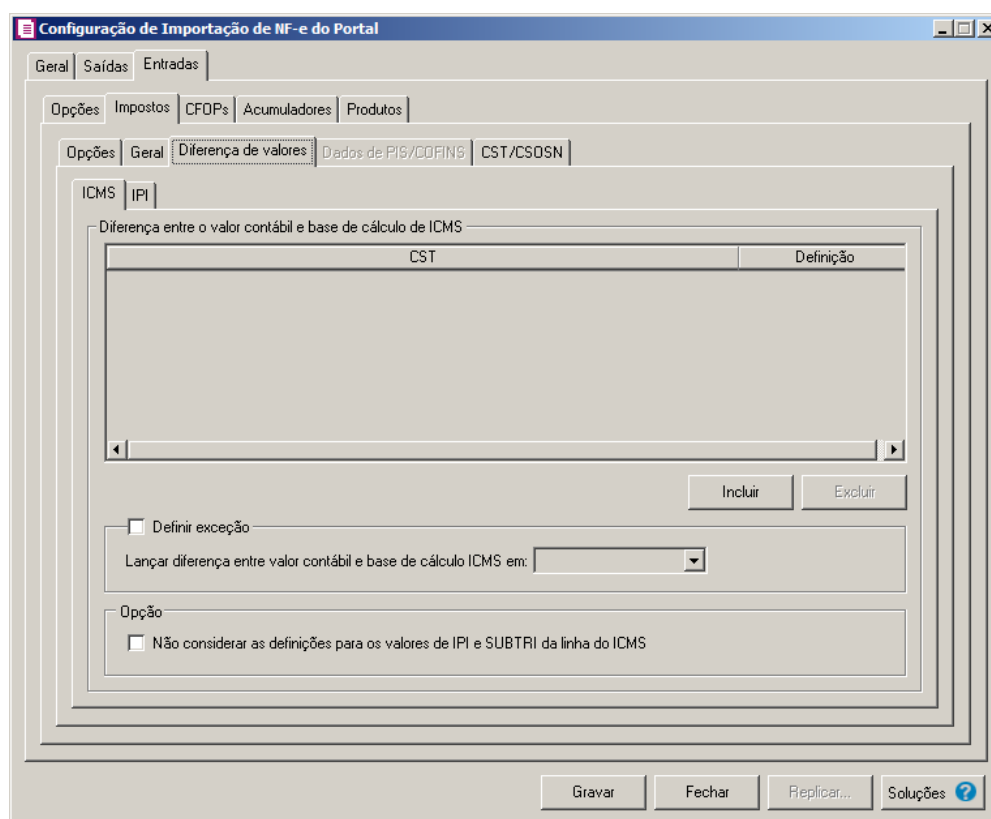 Configuração de Importação de NF-e do Portal
Geral Saídas Entradas
Opções Impostos CFOPs Acumuladores Produtos
Opções Geral Diferença de valores Dados de PIS/COFINS CST/CSOSN
ICMS IPI
Diferença entre o valor contábil e base de cálculo de ICMS
CST Definição
Incluir Excluir
Definir exceção
Lançar diferença entre valor contábil e base de cálculo ICMS em:
Opção
Não considerar as definições para os valores de IPI e SUBTRI da linha do ICMS
Gravar Fechar Replicar... Soluções ?